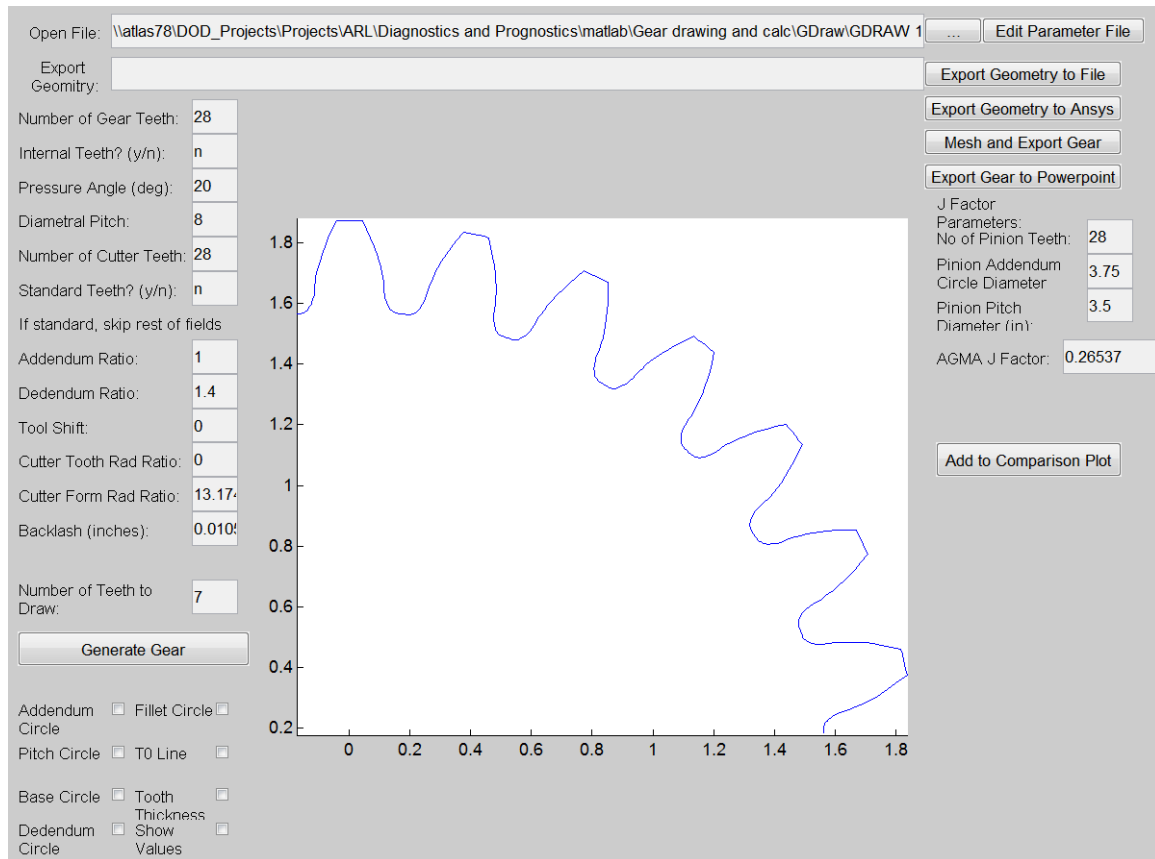 Open File: \\atlas78\DOD_Projects\Projects\ARL\Diagnostics and Prognostics\matlab\Gear drawing and calc\GDraw\GDRAW 1 ... Edit Parameter File
Export
Geomitry:
Export Geometry to File
Export Geometry to Ansys
Mesh and Export Gear
Export Gear to Powerpoint
Number of Gear Teeth: 28
Internal Teeth? (y/n): n
Pressure Angle (deg): 20
Diametral Pitch: 8
Number of Cutter Teeth: 28
Standard Teeth? (y/n): n
If standard, skip rest of fields
Addendum Ratio: 1
Dedendum Ratio: 1.4
Tool Shift: 0
Cutter Tooth Rad Ratio: 0
Cutter Form Rad Ratio: 13.174
Backlash (inches): 0.0105
Number of Teeth to
Draw: 7
Generate Gear
Addendum
Circle
Fillet Circle
Pitch Circle T0 Line
Base Circle Tooth
Thickness
Dedendum
Circle
Show
Values
1.8
1.6
1.4
1.2
1
0.8
0.6
0.4
0.2
0 0.2 0.4 0.6 0.8 1 1.2 1.4 1.6 1.8
J Factor
Parameters:
No of Pinion Teeth: 28
Pinion Addendum
Circle Diameter 3.75
Pinion Pitch
Diameter (in): 3.5
AGMA J Factor: 0.26537
Add to Comparison Plot